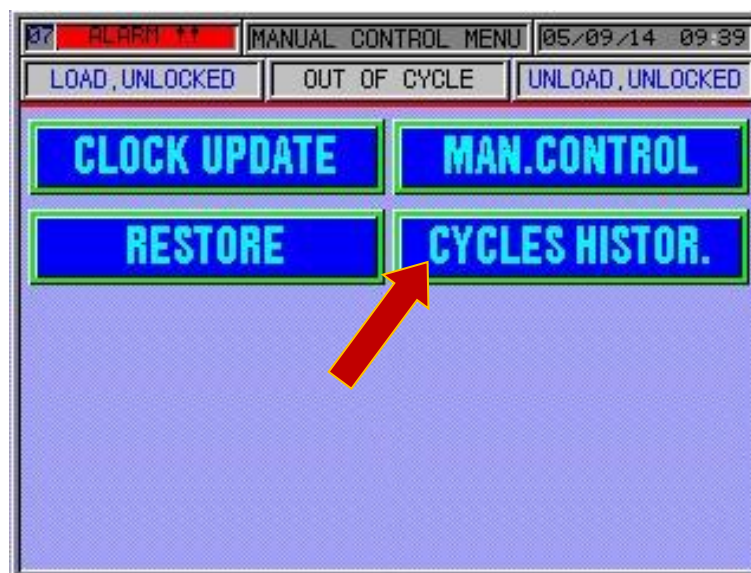 07 ALARM !! MANUAL CONTROL MENU 05/09/14 09:39
LOAD,UNLOCKED OUT OF CYCLE UNLOAD,UNLOCKED
CLOCK UPDATE MAN.CONTROL
RESTORE CYCLES HISTOR.